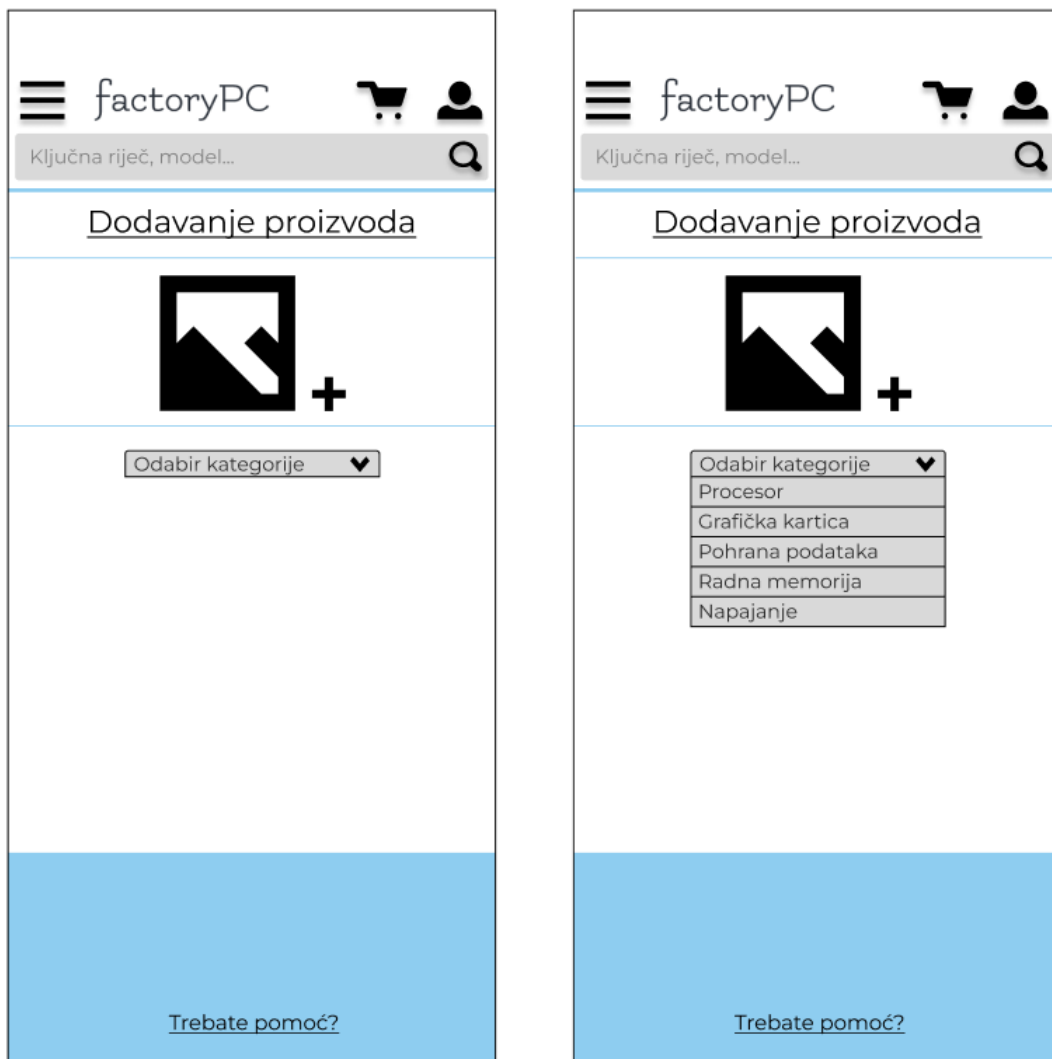 factoryPC
Ključna riječ, model...
Dodavanje proizvoda
Odabir kategorije
Trebate pomoć?
factoryPC
Ključna riječ, model...
Dodavanje proizvoda
Odabir kategorije
Procesor
Grafička kartica
Pohrana podataka
Radna memorija
Napajanje
Trebate pomoć?